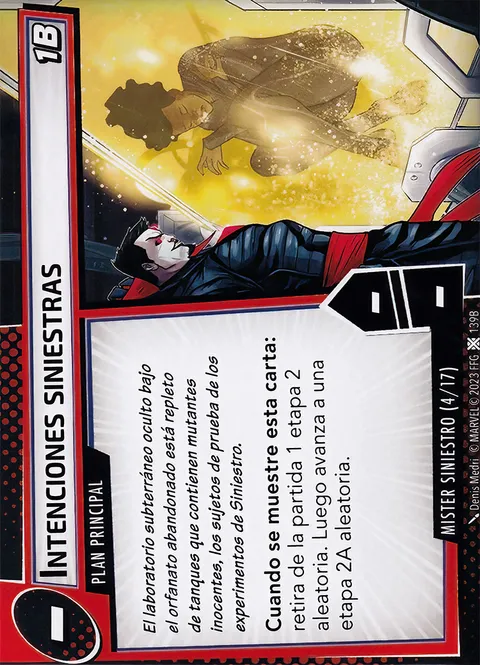 INTENCIONES SINIESTRAS
1B
PLAN PRINCIPAL
El laboratorio subterráneo oculto bajo
el orfanato abandonado está repleto
de tanques que contienen mutantes
inocentes, los sujetos de prueba de los
experimentos de Siniestro.
Cuando se muestre esta carta:
retira de la partida 1 etapa 2
aleatoria. Luego avanza a una
etapa 2A aleatoria.
–
–
–
MISTER SINIESTRO (4/17)
Denis Medri © MARVEL © 2023 FFG 139B